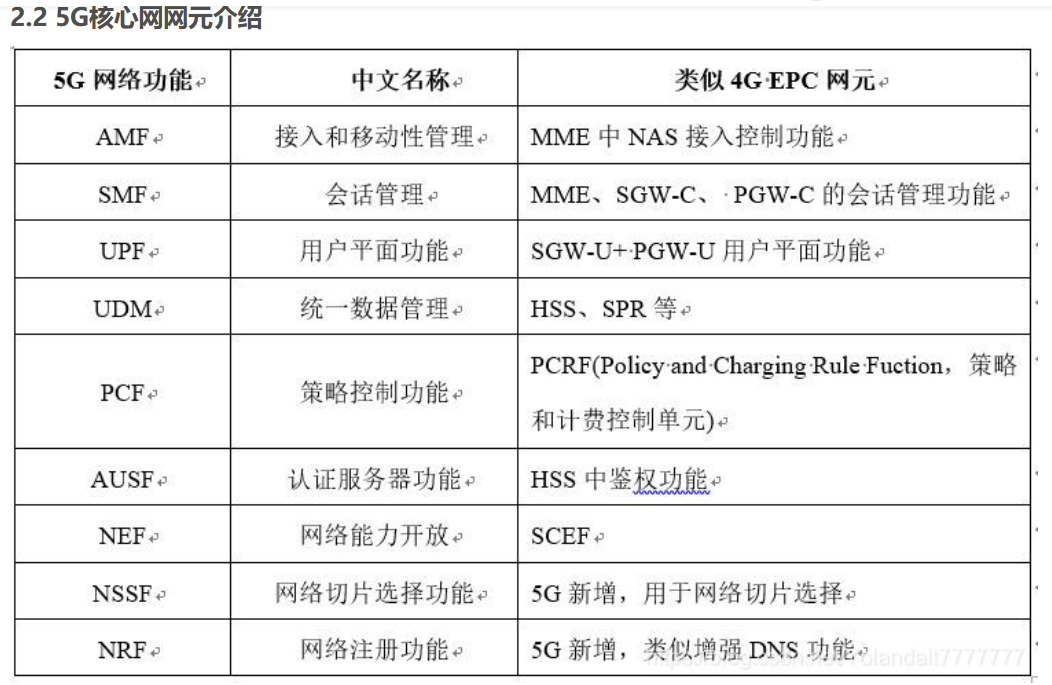 2.2 5G核心网网元介绍
5G 网络功能 中文名称 类似 4G EPC 网元
AMF 接入和移动性管理 MME 中 NAS 接入控制功能
SMF 会话管理 MME、SGW-C、 PGW-C 的会话管理功能
UPF 用户平面功能 SGW-U+ PGW-U 用户平面功能
UDM 统一数据管理 HSS、SPR 等
PCF 策略控制功能 PCRF(Policy and Charging Rule Fuction，策略
和计费控制单元)
AUSF 认证服务器功能 HSS 中鉴权功能
NEF 网络能力开放 SCEF
NSSF 网络切片选择功能 5G 新增，用于网络切片选择
NRF 网络注册功能 5G 新增，类似增强 DNS 功能